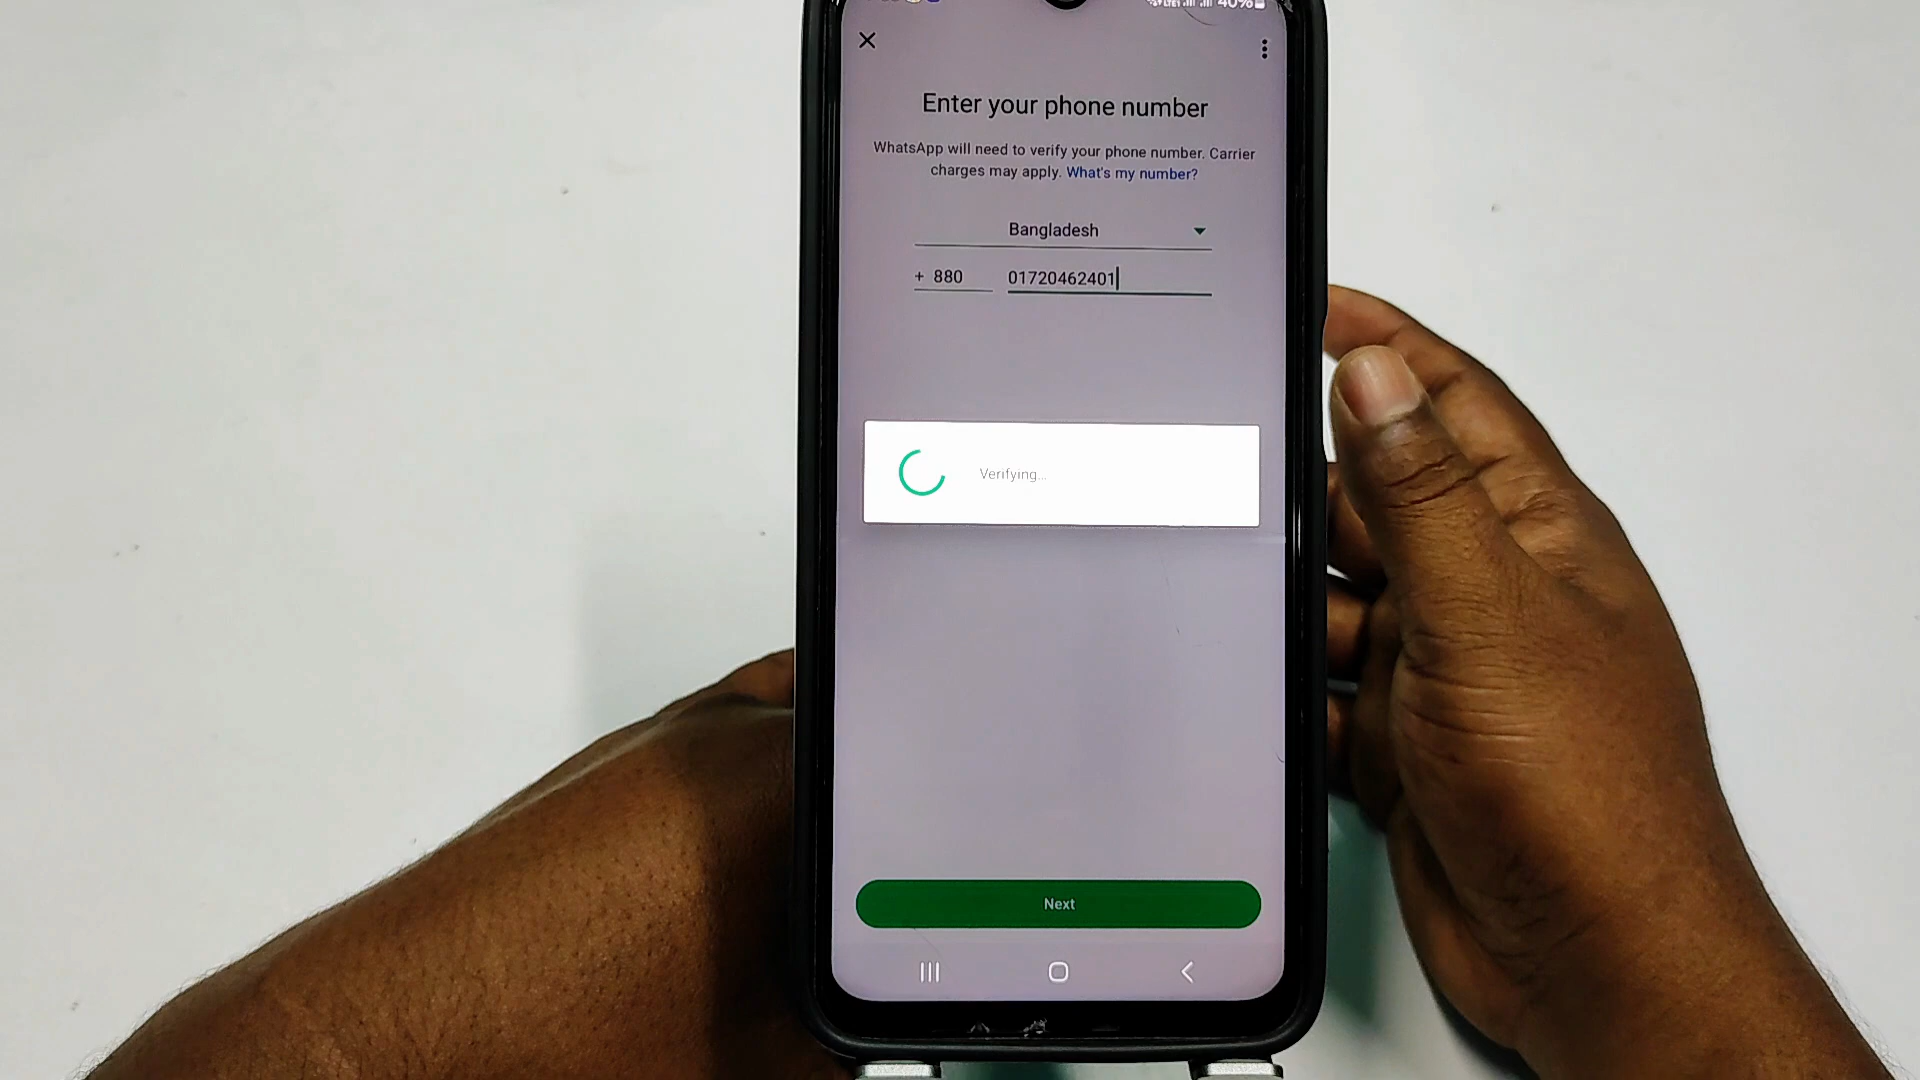 40%
Enter your phone number
WhatsApp will need to verify your phone number. Carrier
charges may apply. What's my number?
Bangladesh
+ 880 01720462401
Verifying...
Next